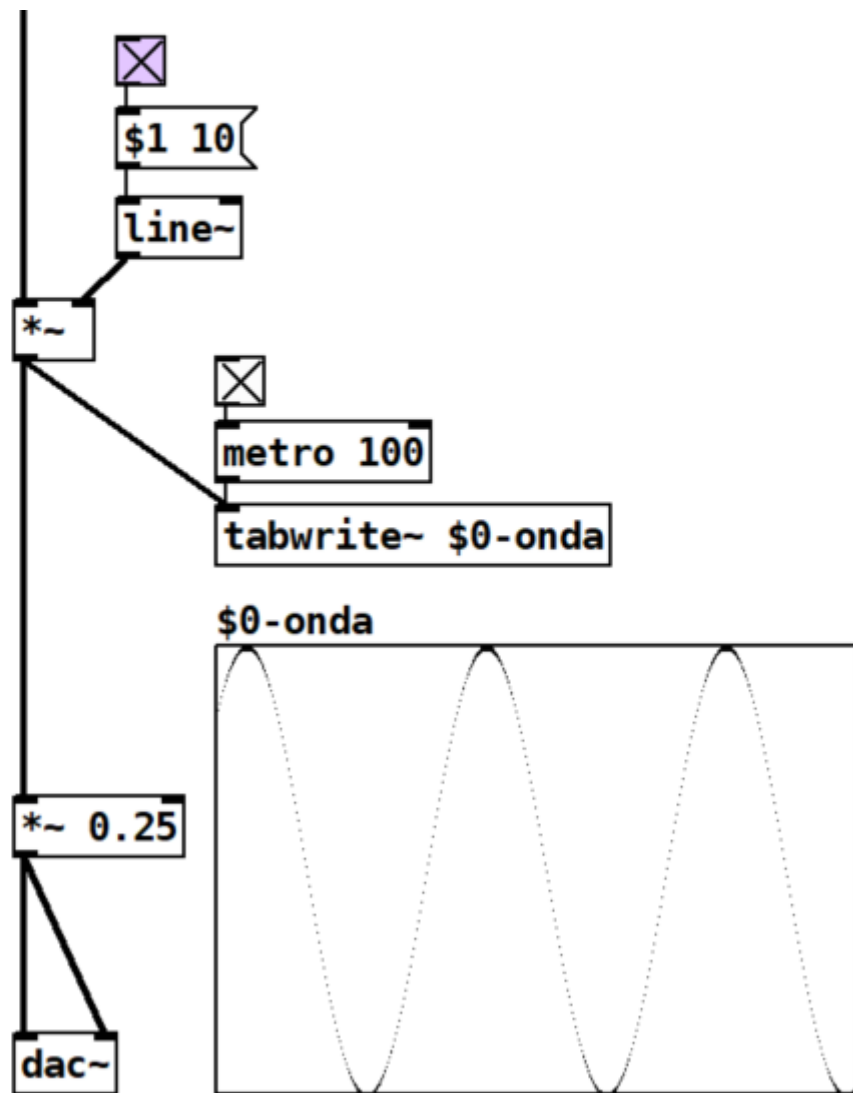 $1 10
line~
*~
metro 100
tabwrite~ $0-onda
$0-onda
*~ 0.25
dac~